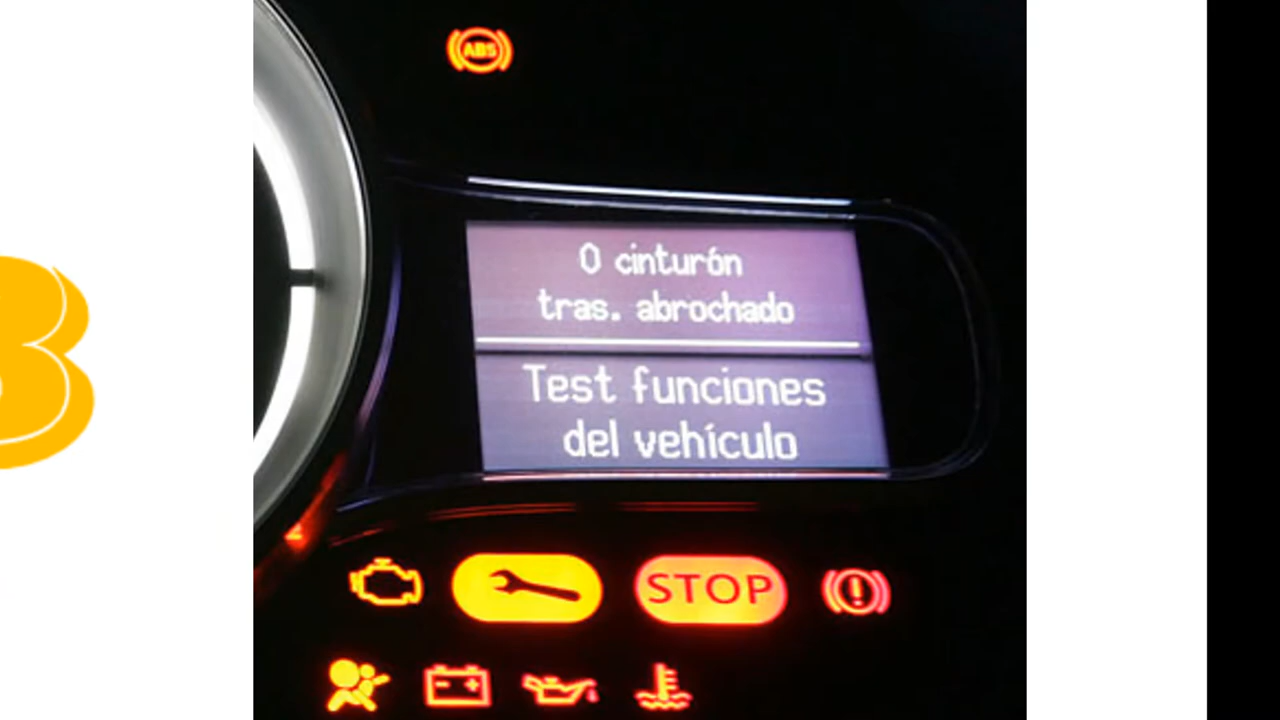 ABS
0 cinturón
tras. abrochado
Test funciones
del vehículo
STOP